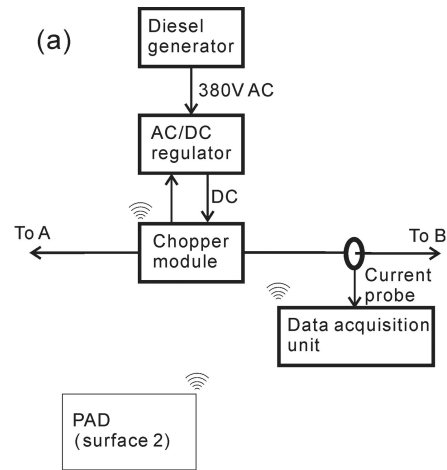 (a)
Diesel
generator
380V AC
AC/DC
regulator
DC
To A
Chopper
module
To B
Current
probe
Data acquisition
unit
PAD
(surface 2)